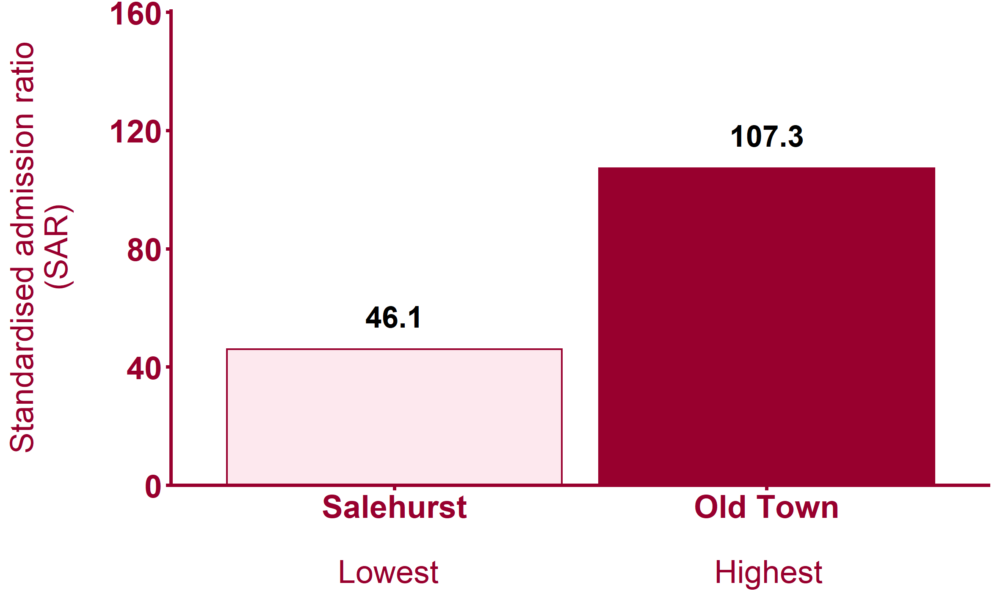 Standardised admission ratio
(SAR)
160
120
80
40
0
46.1
107.3
Salehurst
Old Town
Lowest
Highest